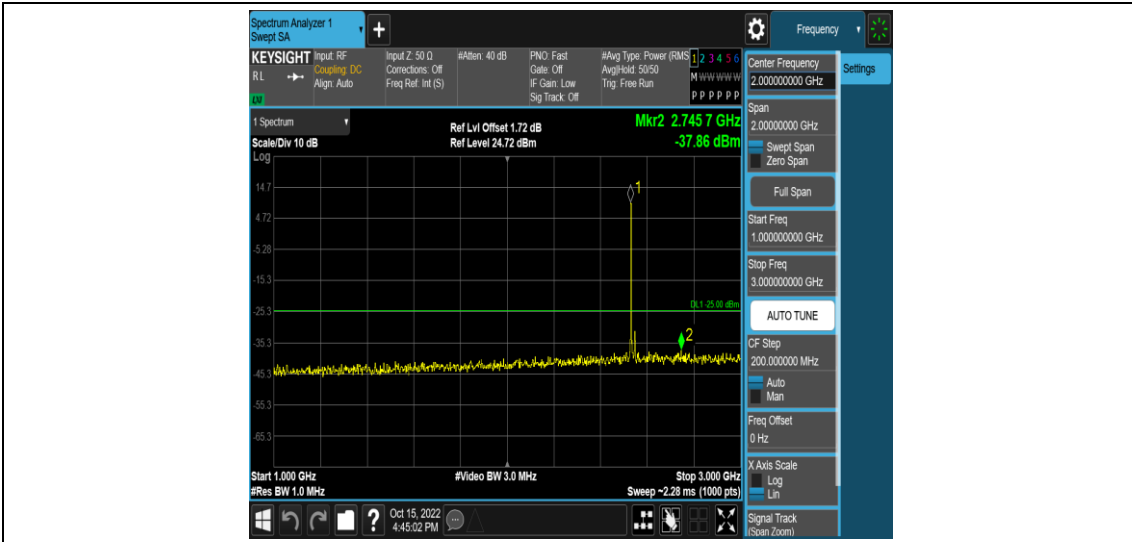 Spectrum Analyzer 1
Swept SA
+
Frequency
KEYSIGHT
RL
LXI
Input: RF
Coupling: DC
Align: Auto
Input Z: 50 Ω
Corrections: Off
Freq Ref: Int (S)
#Atten: 40 dB
PNO: Fast
Gate: Off
IF Gain: Low
Sig Track: Off
#Avg Type: Power (RMS
Avg|Hold: 50/50
Trig: Free Run
1 2 3 4 5 6
M W W W W W
P P P P P P
1 Spectrum
Scale/Div 10 dB
Log
Ref Lvl Offset 1.72 dB
Ref Level 24.72 dBm
Mkr2 2.745 7 GHz
-37.86 dBm
14.7
4.72
-5.28
-15.3
-25.3
-35.3
-45.3
-55.3
-65.3
1
DL1 -25.00 dBm
2
Start 1.000 GHz
#Res BW 1.0 MHz
#Video BW 3.0 MHz
Stop 3.000 GHz
Sweep ~2.28 ms (1000 pts)
Center Frequency
2.000000000 GHz
Span
2.00000000 GHz
Swept Span
Zero Span
Full Span
Start Freq
1.000000000 GHz
Stop Freq
3.000000000 GHz
AUTO TUNE
CF Step
200.000000 MHz
Auto
Man
Freq Offset
0 Hz
X Axis Scale
Log
Lin
Signal Track
(Span Zoom)
Settings
?
Oct 15, 2022
4:45:02 PM